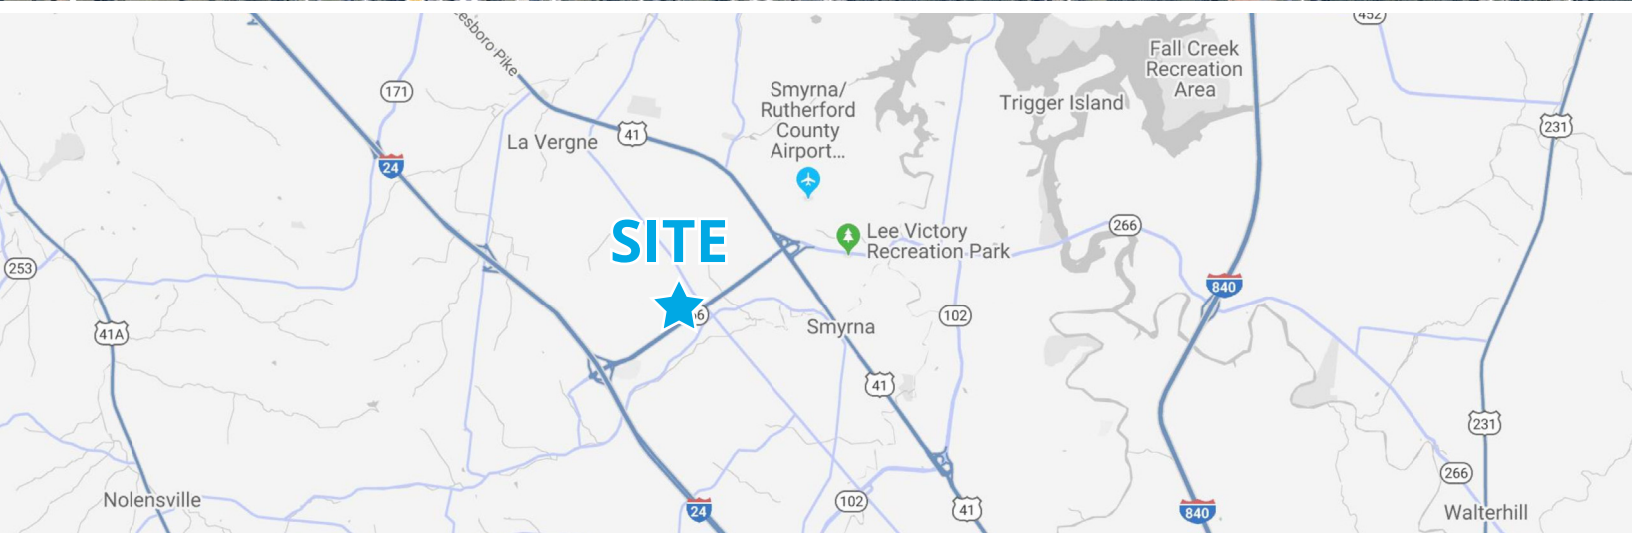 452
esboro Pike
Fall Creek
Recreation
Area
171
Smyrna/
Rutherford
County
Airport...
Trigger Island
41
La Vergne
231
24
SITE
Lee Victory
Recreation Park
266
253
840
41A
66
102
Smyrna
41
231
266
Nolensville
24
102
41
840
Walterhill